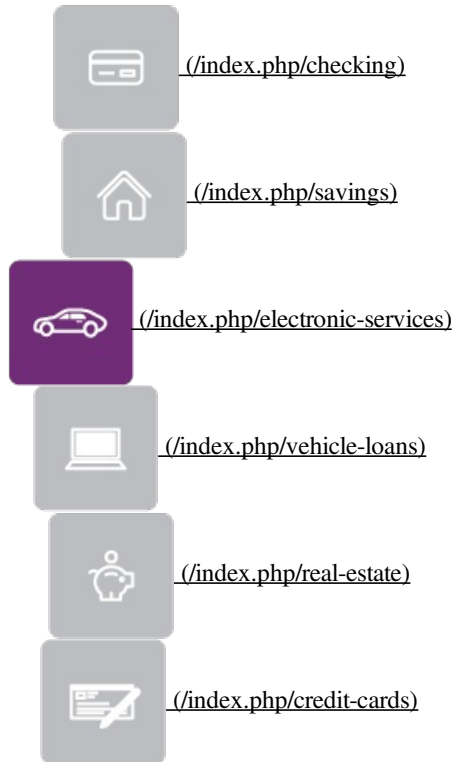 (/index.php/checking)
(/index.php/savings)
(/index.php/electronic-services)
(/index.php/vehicle-loans)
(/index.php/real-estate)
(/index.php/credit-cards)